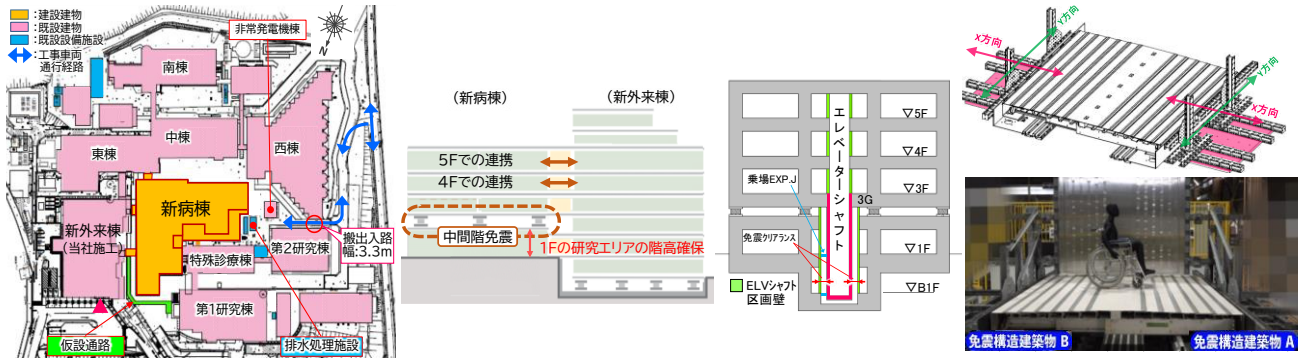 :建設建物
:既設建物
:既設設備施設
:工事車両
通行経路
非常発電機棟
N
南棟
中棟
東棟
西棟
新病棟
新外来棟
(当社施工)
特殊診療棟
第2研究棟
第1研究棟
搬出入路
幅:3.3m
仮設通路
排水処理施設
(新病棟)
(新外来棟)
5Fでの連携
4Fでの連携
中間階免震
1Fの研究エリアの階高確保
エレベーターシャフト
▽5F
▽4F
▽3F
3G
▽1F
▽B1F
乗場EXP.J
免震クリアランス
:ELVシャフト
区画壁
X方向
Y方向
Y方向
X方向
免震構造建築物 B
免震構造建築物 A